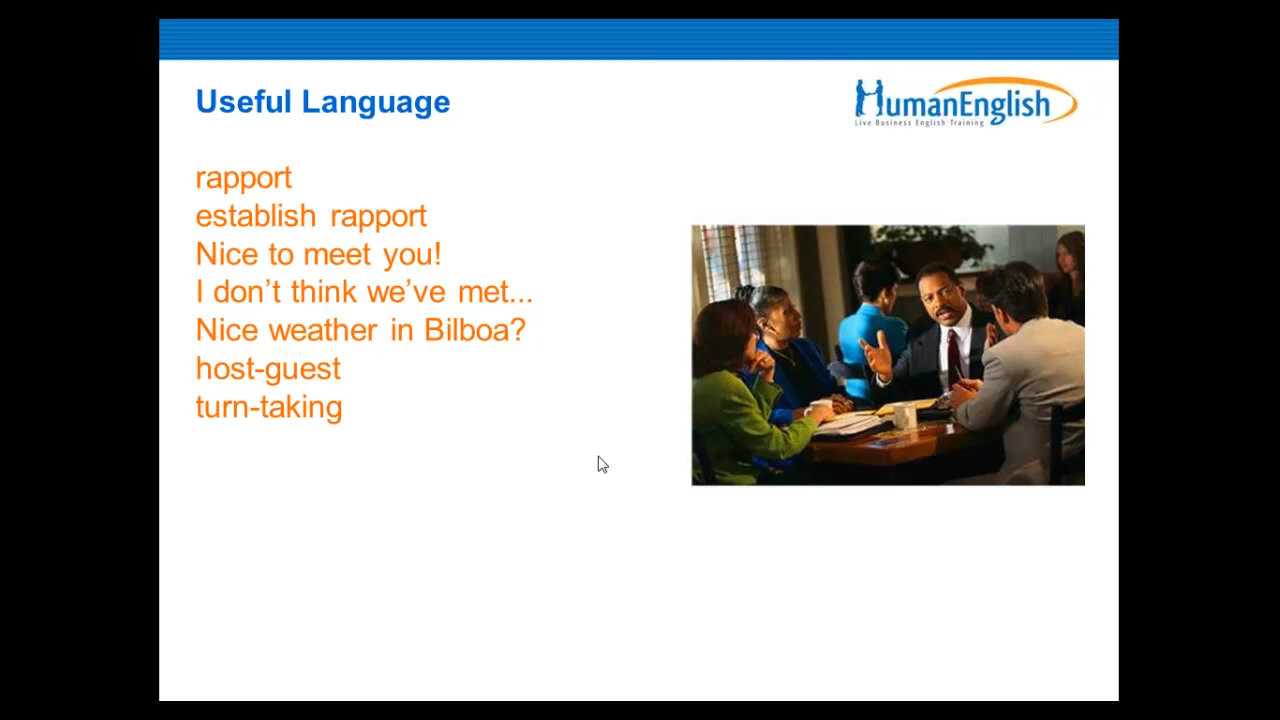 Useful Language
HumanEnglish
Live Business English Training
rapport
establish rapport
Nice to meet you!
I don’t think we’ve met...
Nice weather in Bilboa?
host-guest
turn-taking